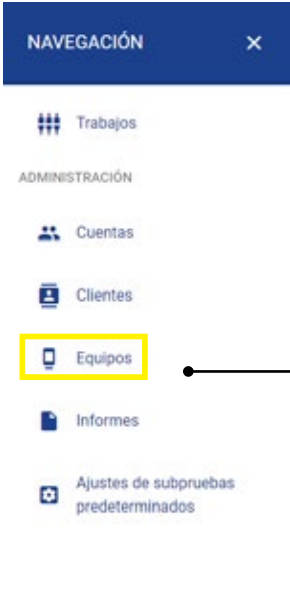 NAVEGACIÓN ×
Trabajos
ADMINISTRACIÓN
Cuentas
Clientes
Equipos
Informes
Ajustes de subpruebas
predeterminados